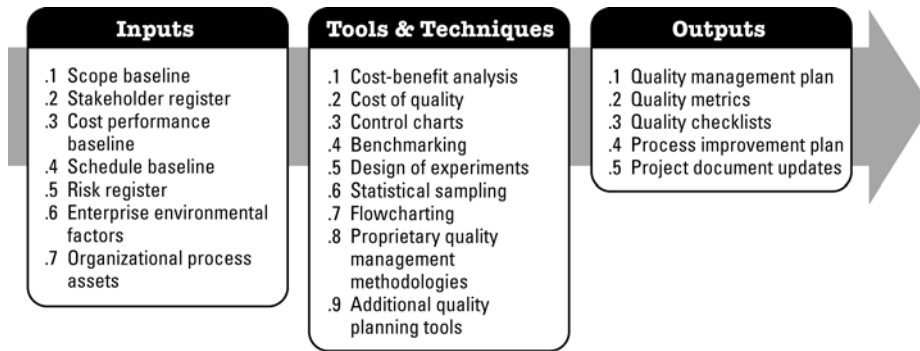 Inputs
.1 Scope baseline
.2 Stakeholder register
.3 Cost performance
baseline
.4 Schedule baseline
.5 Risk register
.6 Enterprise environmental
factors
.7 Organizational process
assets
Tools & Techniques
.1 Cost-benefit analysis
.2 Cost of quality
.3 Control charts
.4 Benchmarking
.5 Design of experiments
.6 Statistical sampling
.7 Flowcharting
.8 Proprietary quality
management
methodologies
.9 Additional quality
planning tools
Outputs
.1 Quality management plan
.2 Quality metrics
.3 Quality checklists
.4 Process improvement plan
.5 Project document updates